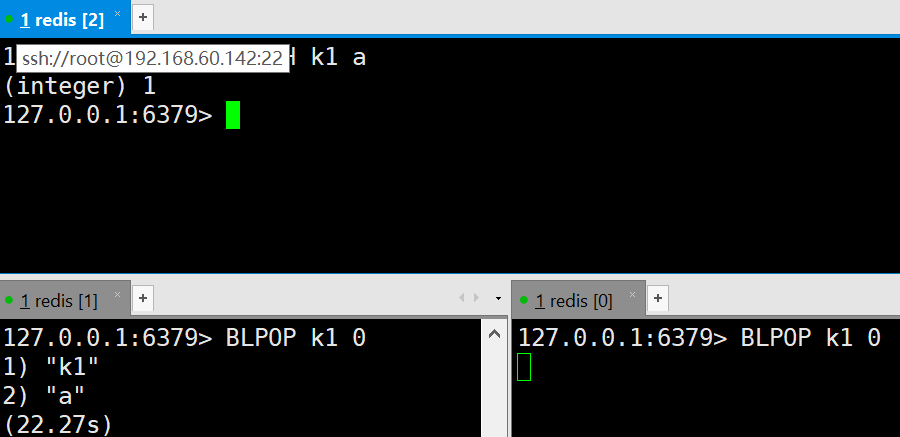 1 redis [2] × +
1 ssh://root@192.168.60.142:22 H k1 a
(integer) 1
127.0.0.1:6379>
1 redis [1] × +
127.0.0.1:6379> BLPOP k1 0
1) "k1"
2) "a"
(22.27s)
1 redis [0] × +
127.0.0.1:6379> BLPOP k1 0